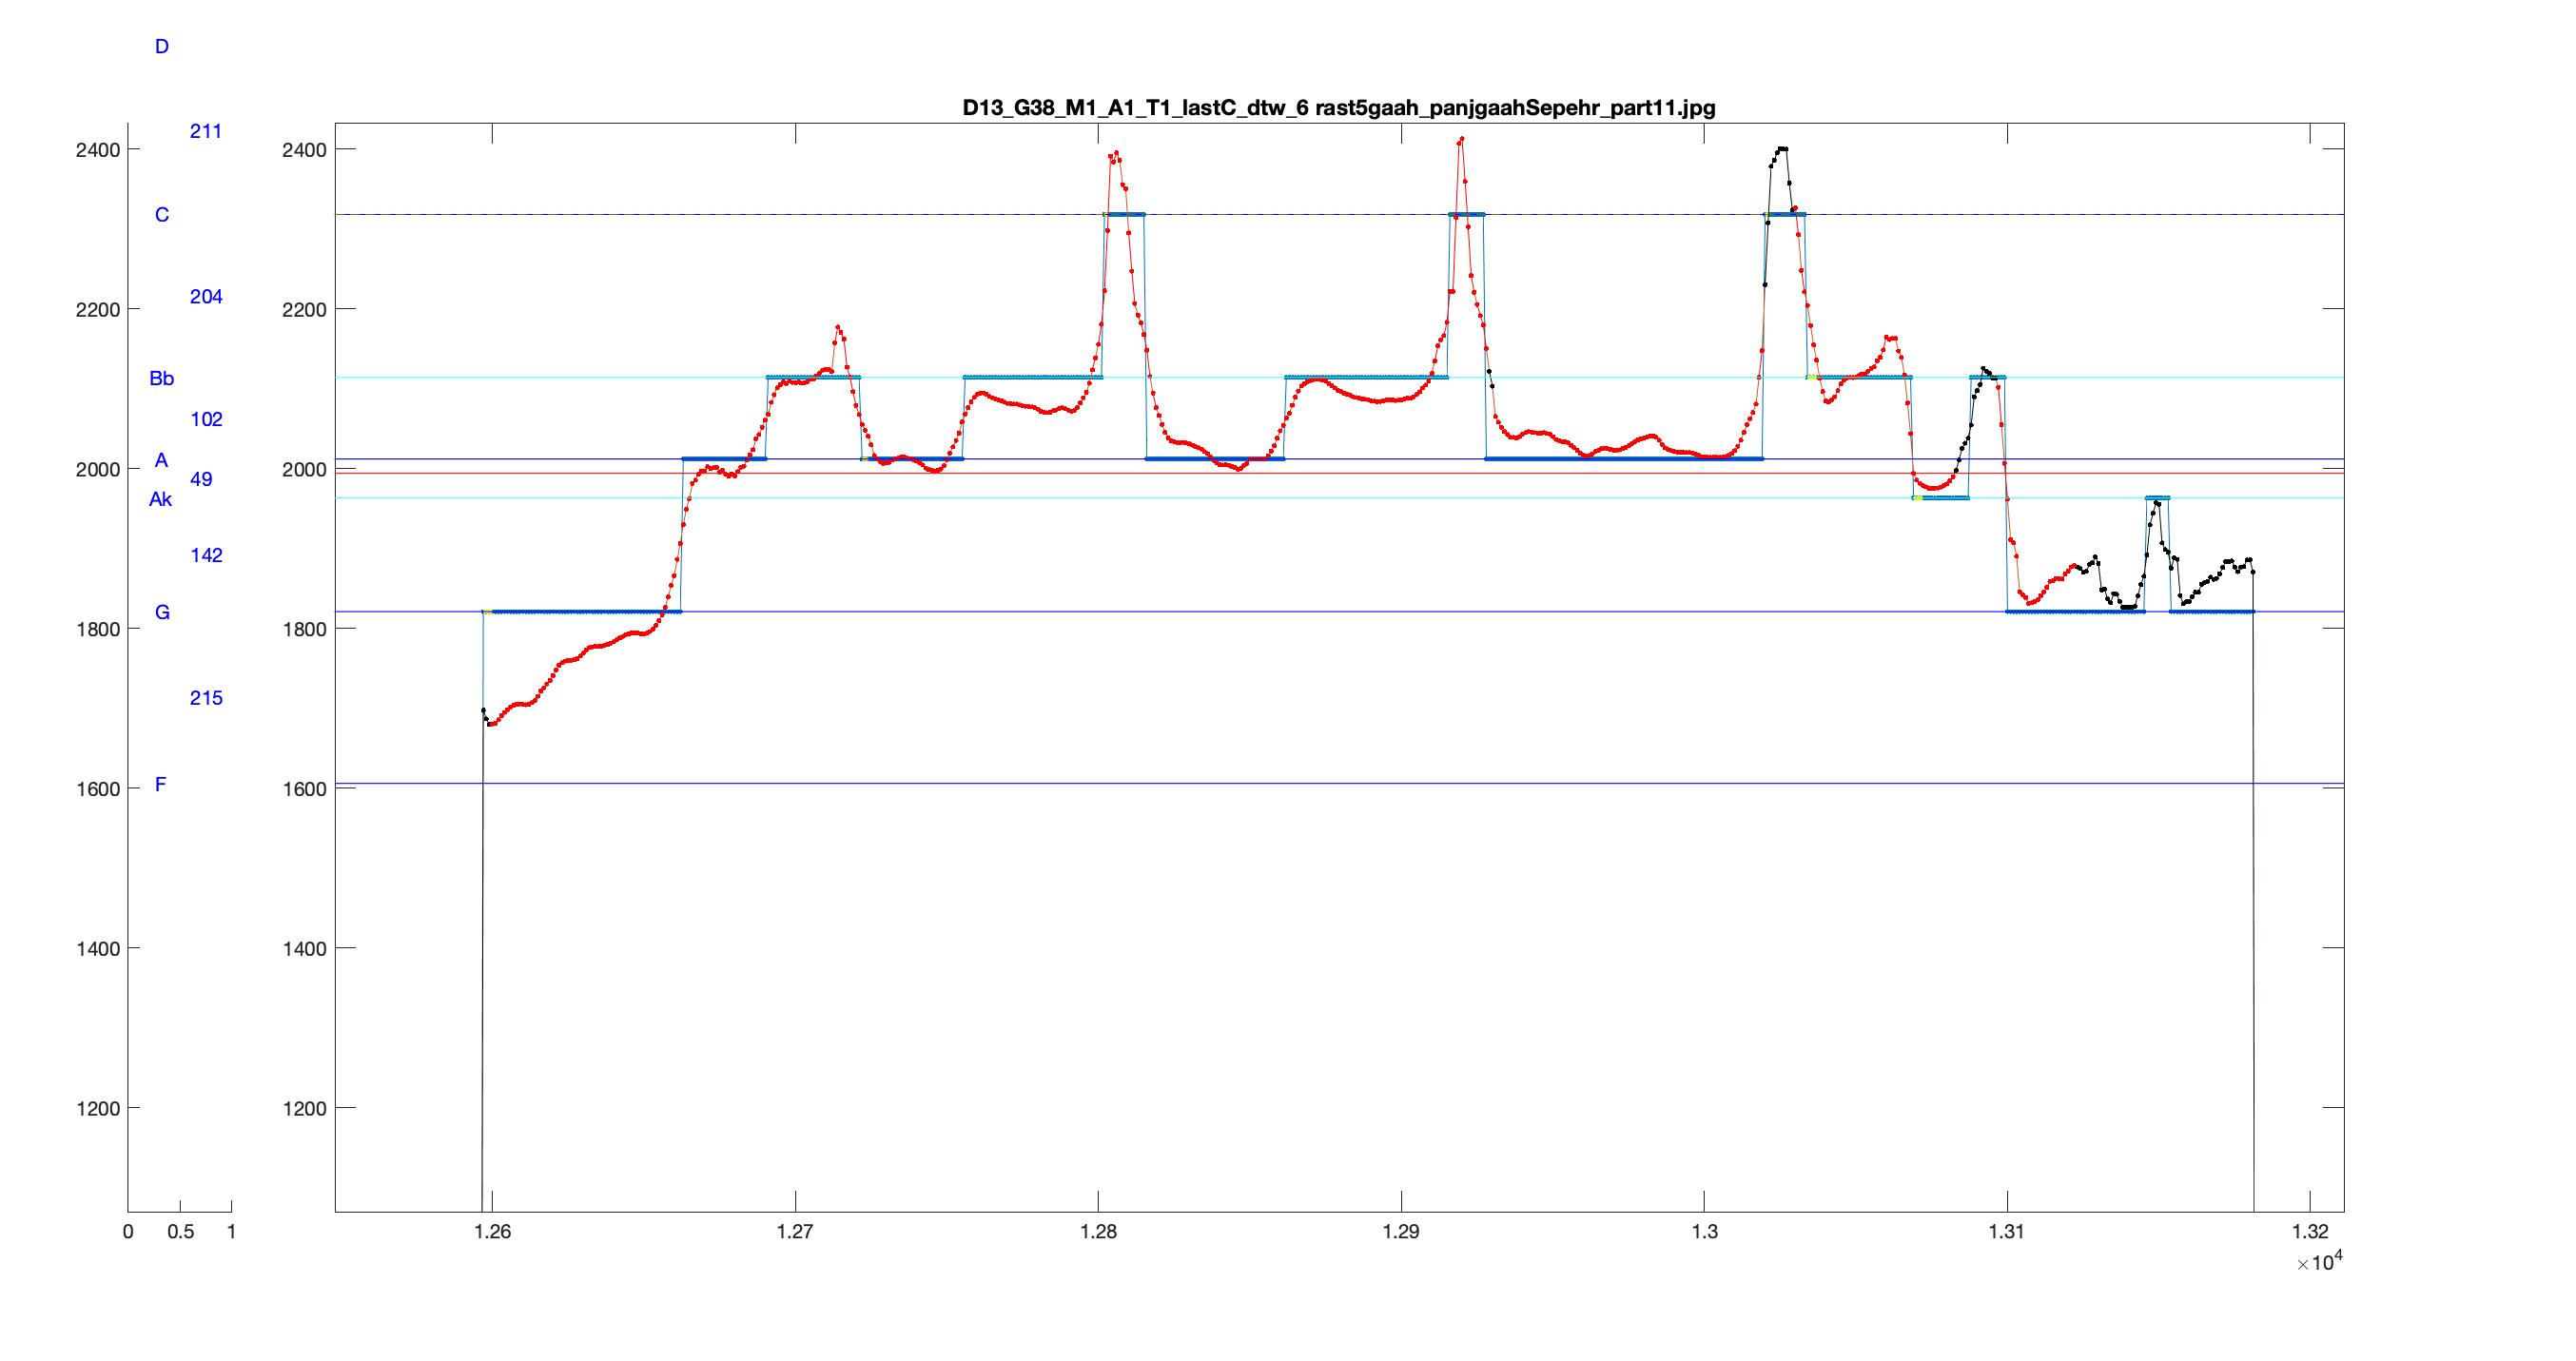 D
D13_G38_M1_A1_T1_lastC_dtw_6 rast5gaah_panjgaahSepehr_part11.jpg
211
2400
2400
C
204
2200
2200
Bb
102
A
2000
2000
49
Ak
142
G
1800
1800
215
F
1600
1600
1400
1400
1200
1200
0 0.5 1
1.26 1.27 1.28 1.29 1.3 1.31 1.32
×10^4